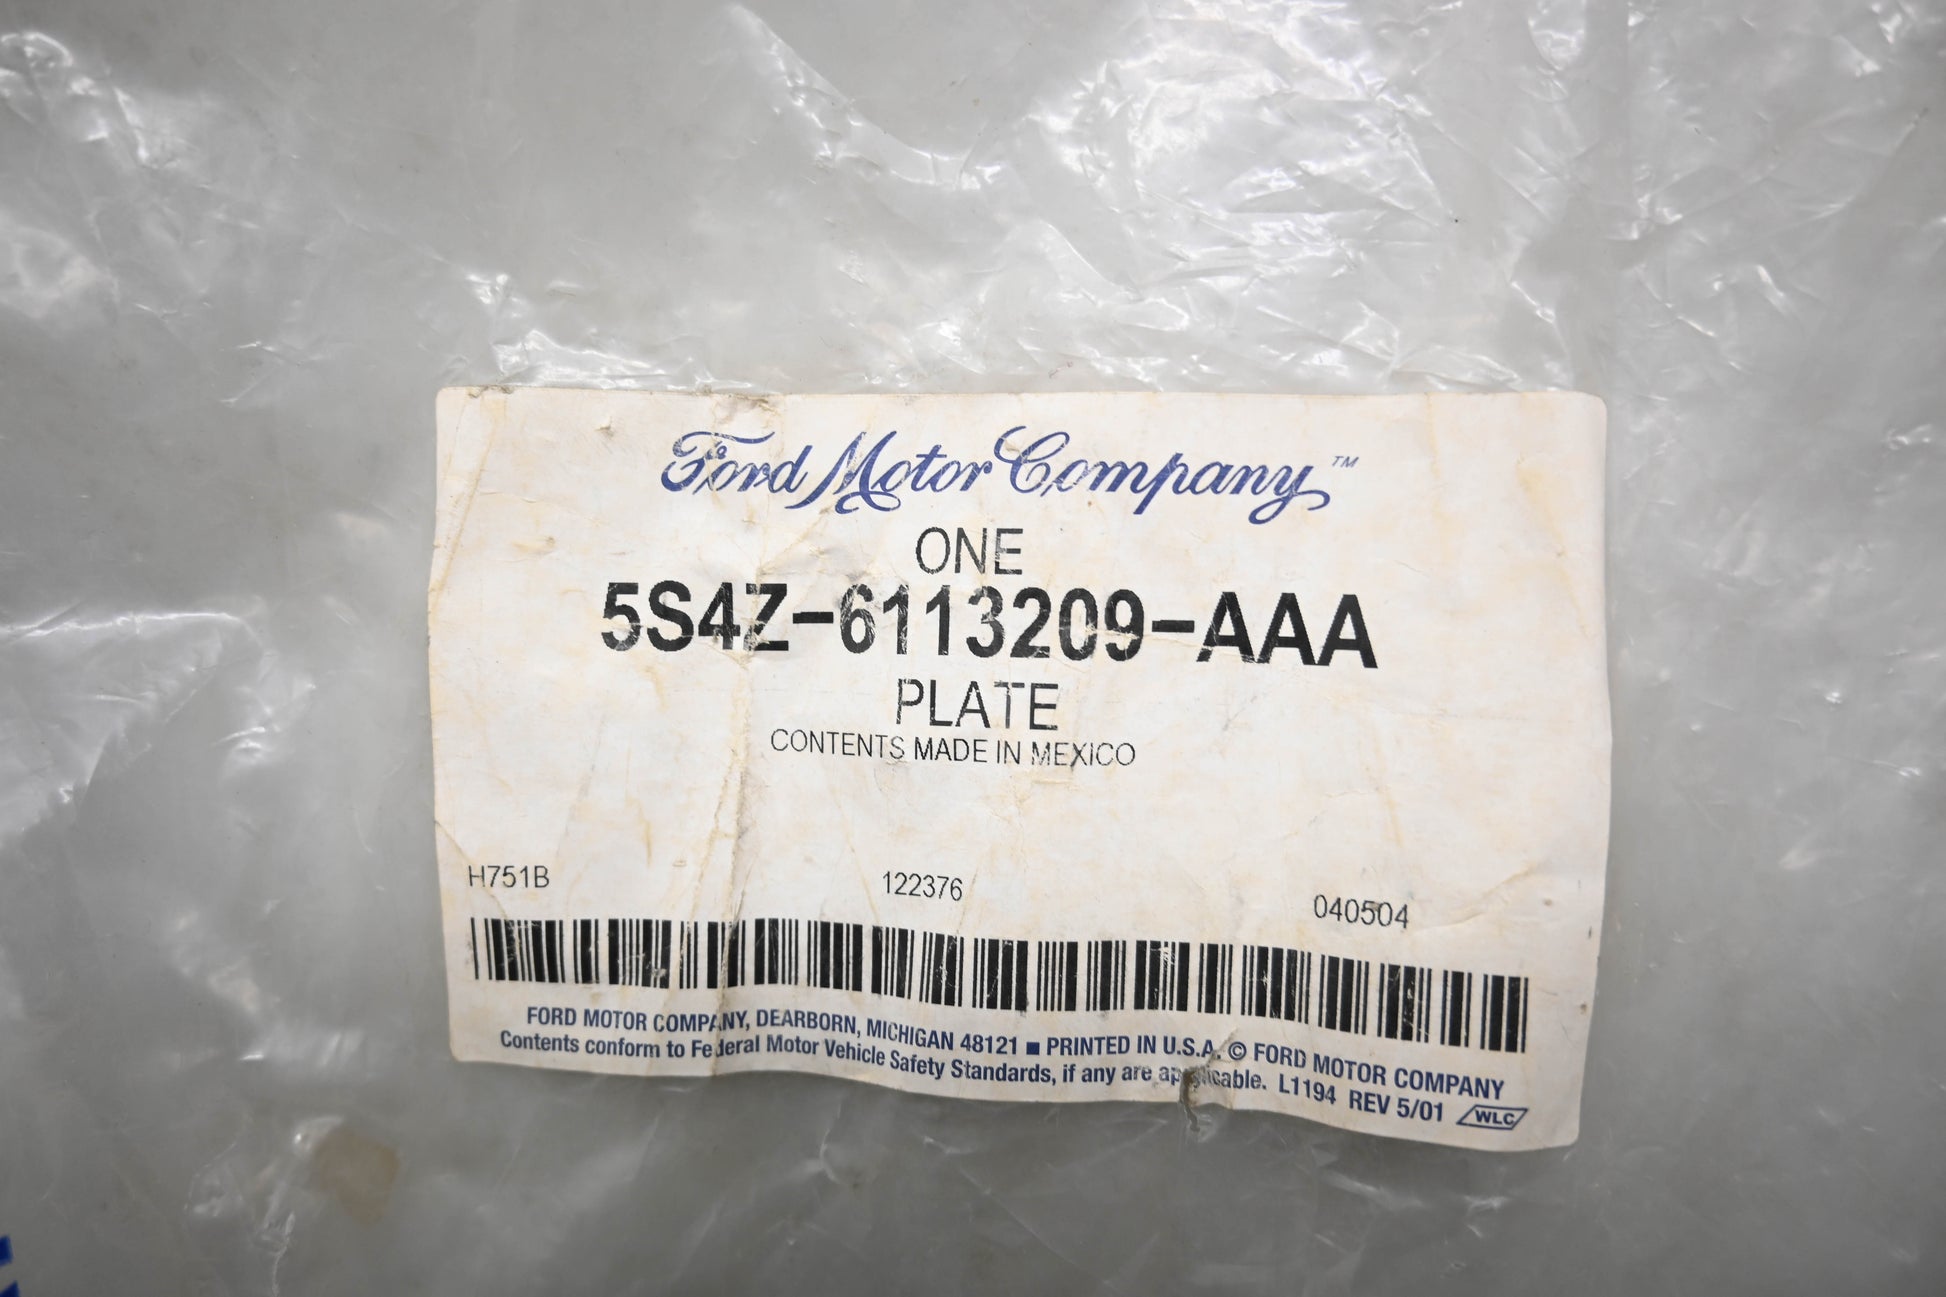 Ford Motor Company™
ONE
5S4Z-6113209-AAA
PLATE
CONTENTS MADE IN MEXICO
H751B 122376 040504
FORD MOTOR COMPANY, DEARBORN, MICHIGAN 48121 ■ PRINTED IN U.S.A. © FORD MOTOR COMPANY
Contents conform to Federal Motor Vehicle Safety Standards, if any are applicable. L1194 REV 5/01 WLC